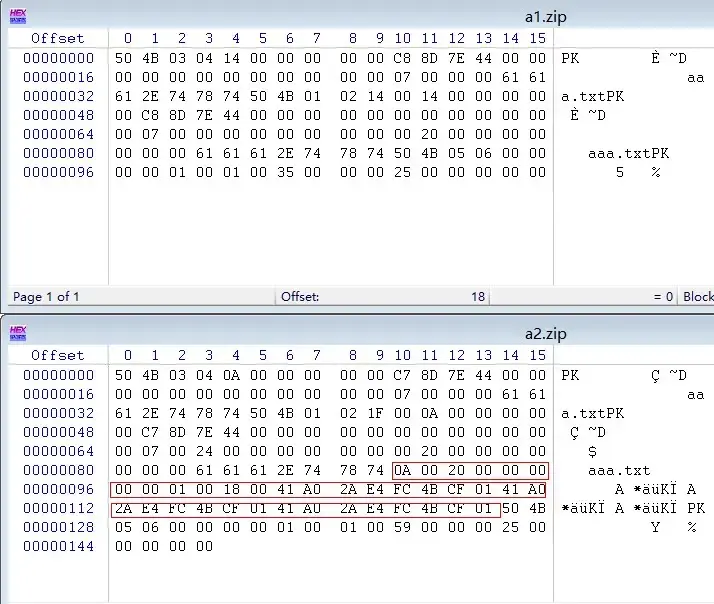 a1.zip
Offset 0 1 2 3 4 5 6 7 8 9 10 11 12 13 14 15
00000000 50 4B 03 04 14 00 00 00 00 00 C8 8D 7E 44 00 00 PK È ~D
00000016 00 00 00 00 00 00 00 00 00 00 07 00 00 00 61 61 aa
00000032 61 2E 74 78 74 50 4B 01 02 14 00 14 00 00 00 00 a.txtPK
00000048 00 C8 8D 7E 44 00 00 00 00 00 00 00 00 00 00 00 È ~D
00000064 00 07 00 00 00 00 00 00 00 00 00 20 00 00 00 00
00000080 00 00 00 61 61 61 2E 74 78 74 50 4B 05 06 00 00 aaa.txtPK
00000096 00 00 01 00 01 00 35 00 00 00 25 00 00 00 00 00 5 %
Page 1 of 1 Offset: 18 = 0 Block
a2.zip
Offset 0 1 2 3 4 5 6 7 8 9 10 11 12 13 14 15
00000000 50 4B 03 04 0A 00 00 00 00 00 C7 8D 7E 44 00 00 PK Ç ~D
00000016 00 00 00 00 00 00 00 00 00 00 07 00 00 00 61 61 aa
00000032 61 2E 74 78 74 50 4B 01 02 1F 00 0A 00 00 00 00 a.txtPK
00000048 00 C7 8D 7E 44 00 00 00 00 00 00 00 00 00 00 00 Ç ~D
00000064 00 07 00 24 00 00 00 00 00 00 00 20 00 00 00 00 $
00000080 00 00 00 61 61 61 2E 74 78 74 0A 00 20 00 00 00 aaa.txt
00000096 00 00 01 00 18 00 41 A0 2A E4 FC 4B CF 01 41 A0 A *äüKÏ A
00000112 2A E4 FC 4B CF 01 41 A0 2A E4 FC 4B CF 01 50 4B *äüKÏ A *äüKÏ PK
00000128 05 06 00 00 00 00 01 00 01 00 59 00 00 00 25 00 Y %
00000144 00 00 00 00